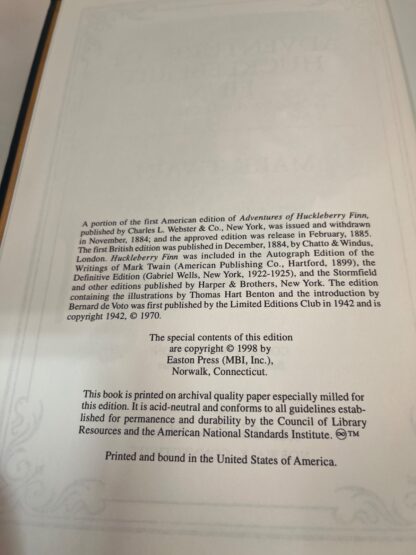 A portion of the first American edition of Adventures of Huckleberry Finn,
published by Charles L. Webster & Co., New York, was issued and withdrawn
in November, 1884; and the approved edition was release in February, 1885.
The first British edition was published in December, 1884, by Chatto & Windus,
London. Huckleberry Finn was included in the Autograph Edition of the
Writings of Mark Twain (American Publishing Co., Hartford, 1899), the
Definitive Edition (Gabriel Wells, New York, 1922-1925), and the Stormfield
and other editions published by Harper & Brothers, New York. The edition
containing the illustrations by Thomas Hart Benton and the introduction by
Bernard de Voto was first published by the Limited Editions Club in 1942 and is
copyright 1942, © 1970.
The special contents of this edition
are copyright © 1998 by
Easton Press (MBI, Inc.),
Norwalk, Connecticut.
This book is printed on archival quality paper especially milled for
this edition. It is acid-neutral and conforms to all guidelines estab-
lished for permanence and durability by the Council of Library
Resources and the American National Standards Institute. ♾™
Printed and bound in the United States of America.